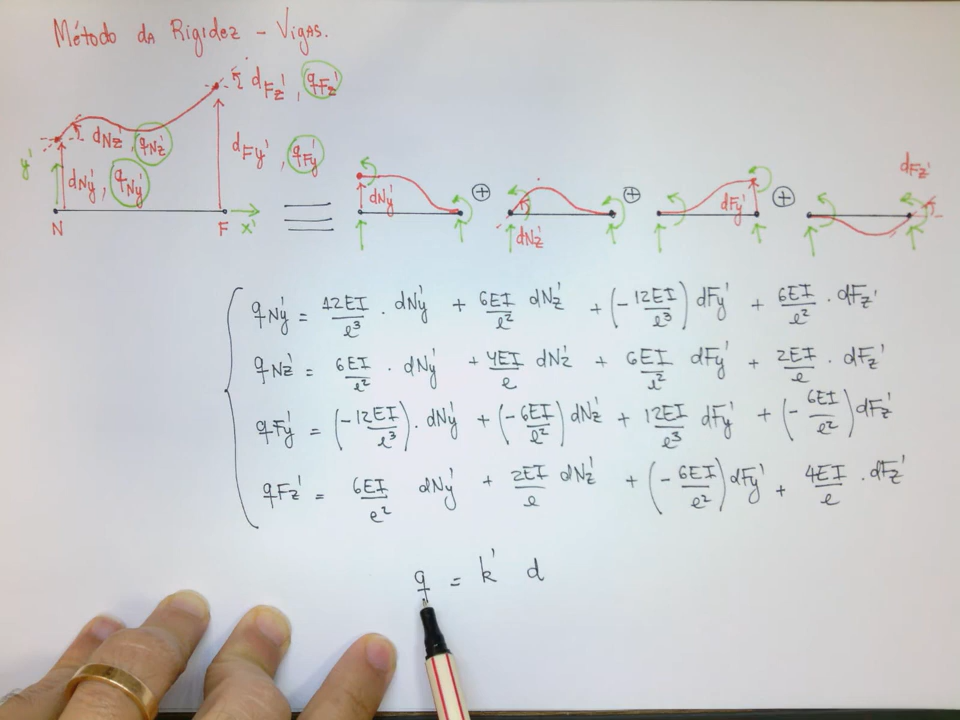 Método da Rigidez - Vigas.
dFz' , qFz'
dNz' , qNz'
dFy' , qFy'
y'
dNy' , qNy'
N F x'
dNy' ⊕ dNz' ⊕ dFy' ⊕ dFz'
qNy' = 12EI/l³ . dNy' + 6EI/l² dNz' + (-12EI/l³) dFy' + 6EI/l² . dFz'
qNz' = 6EI/l² . dNy' + 4EI/l dNz' + 6EI/l² dFy' + 2EI/l . dFz'
qFy' = (-12EI/l³) . dNy' + (-6EI/l²) dNz' + 12EI/l³ dFy' + (-6EI/l²) dFz'
qFz' = 6EI/l² dNy' + 2EI/l dNz' + (-6EI/l²) dFy' + 4EI/l . dFz'
q = k' d